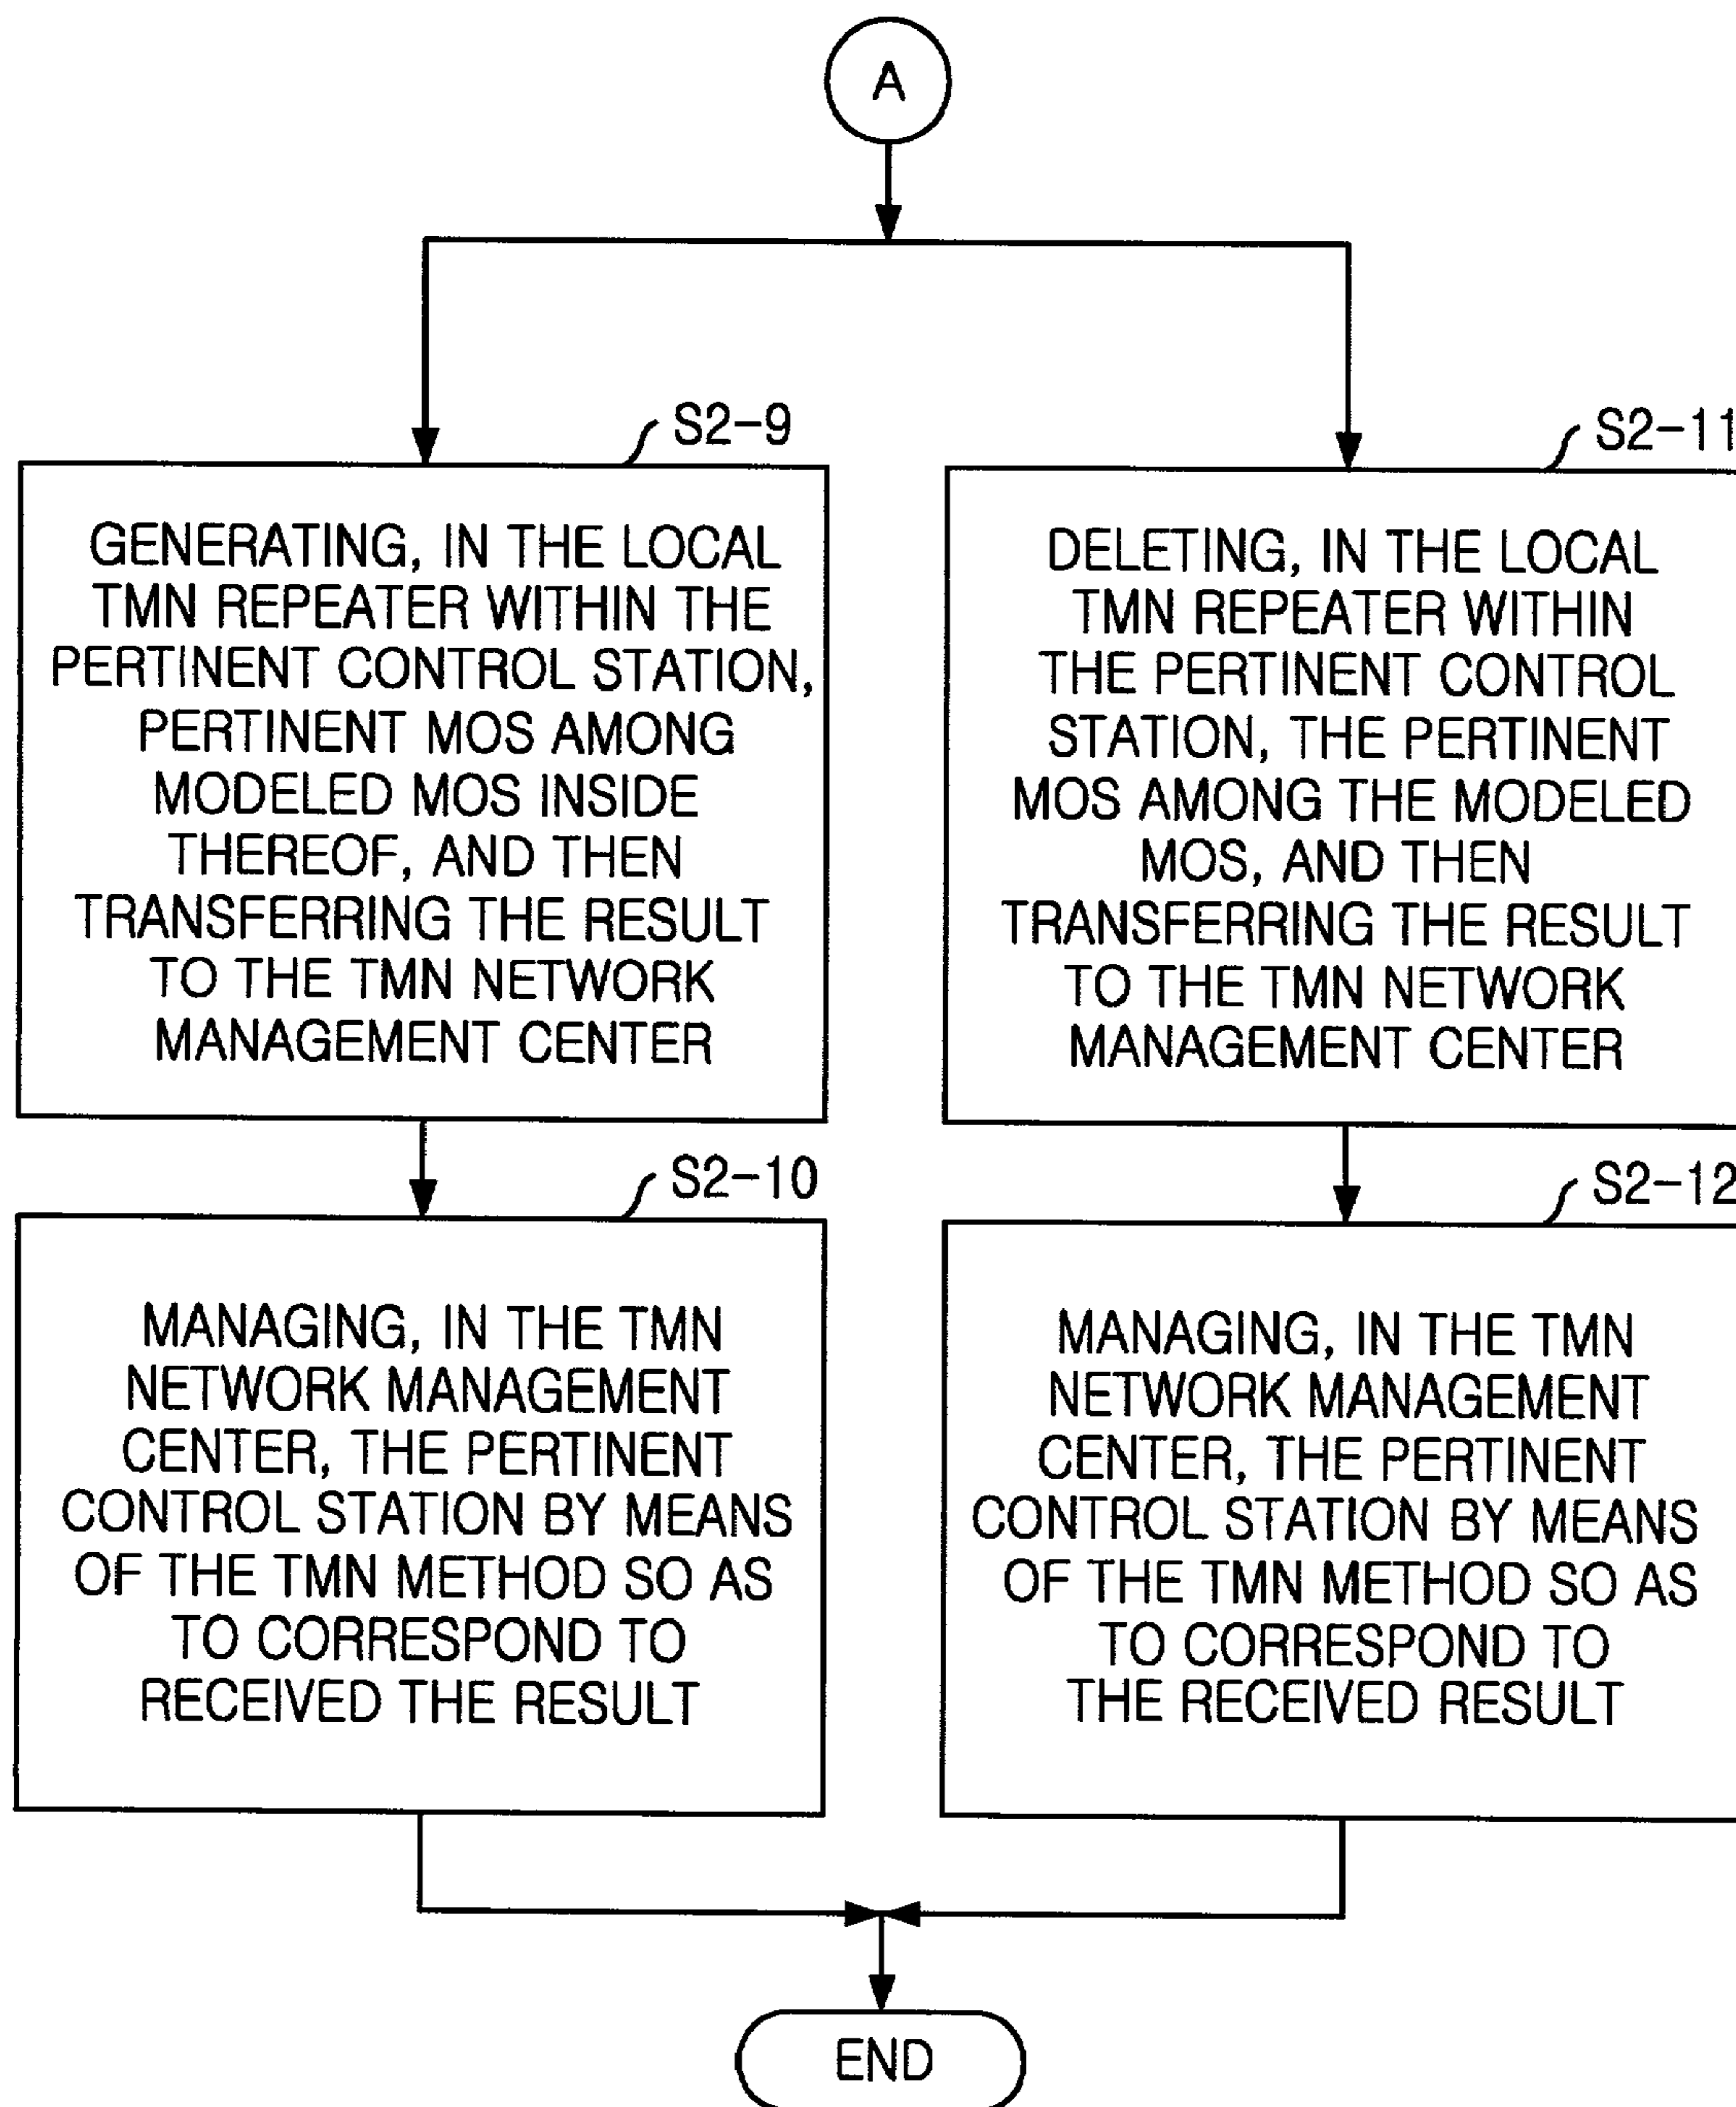 A
S2-9
GENERATING, IN THE LOCAL
TMN REPEATER WITHIN THE
PERTINENT CONTROL STATION,
PERTINENT MOS AMONG
MODELED MOS INSIDE
THEREOF, AND THEN
TRANSFERRING THE RESULT
TO THE TMN NETWORK
MANAGEMENT CENTER
S2-11
DELETING, IN THE LOCAL
TMN REPEATER WITHIN
THE PERTINENT CONTROL
STATION, THE PERTINENT
MOS AMONG THE MODELED
MOS, AND THEN
TRANSFERRING THE RESULT
TO THE TMN NETWORK
MANAGEMENT CENTER
S2-10
MANAGING, IN THE TMN
NETWORK MANAGEMENT
CENTER, THE PERTINENT
CONTROL STATION BY MEANS
OF THE TMN METHOD SO AS
TO CORRESPOND TO
RECEIVED THE RESULT
S2-12
MANAGING, IN THE TMN
NETWORK MANAGEMENT
CENTER, THE PERTINENT
CONTROL STATION BY MEANS
OF THE TMN METHOD SO AS
TO CORRESPOND TO
THE RECEIVED RESULT
END